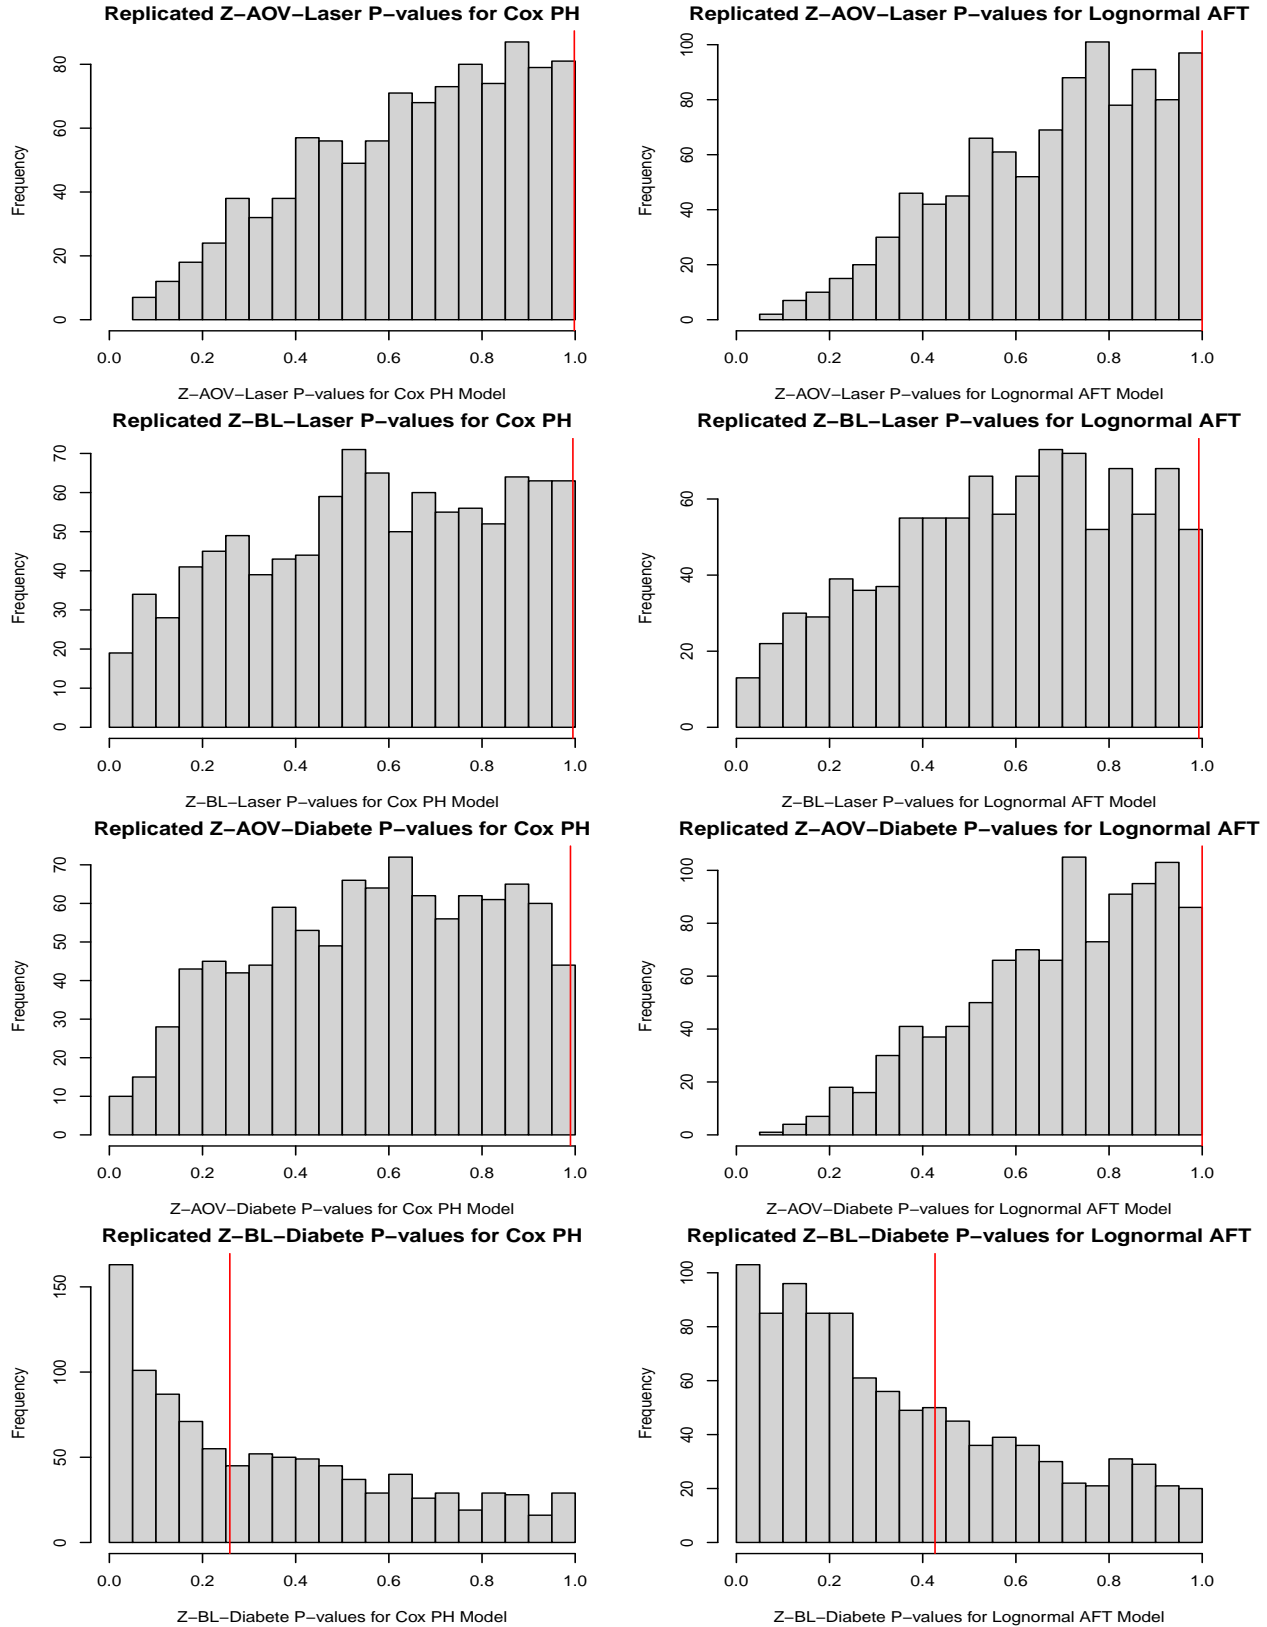 Replicated Z−AOV−Laser P−values for Cox PH
Frequency
0
20
40
60
80
0.0 0.2 0.4 0.6 0.8 1.0
Z−AOV−Laser P−values for Cox PH Model
Replicated Z−AOV−Laser P−values for Lognormal AFT
Frequency
0
20
40
60
80
100
0.0 0.2 0.4 0.6 0.8 1.0
Z−AOV−Laser P−values for Lognormal AFT Model
Replicated Z−BL−Laser P−values for Cox PH
Frequency
0
10
20
30
40
50
60
70
0.0 0.2 0.4 0.6 0.8 1.0
Z−BL−Laser P−values for Cox PH Model
Replicated Z−BL−Laser P−values for Lognormal AFT
Frequency
0
20
40
60
0.0 0.2 0.4 0.6 0.8 1.0
Z−BL−Laser P−values for Lognormal AFT Model
Replicated Z−AOV−Diabete P−values for Cox PH
Frequency
0
10
20
30
40
50
60
70
0.0 0.2 0.4 0.6 0.8 1.0
Z−AOV−Diabete P−values for Cox PH Model
Replicated Z−AOV−Diabete P−values for Lognormal AFT
Frequency
0
20
40
60
80
100
0.0 0.2 0.4 0.6 0.8 1.0
Z−AOV−Diabete P−values for Lognormal AFT Model
Replicated Z−BL−Diabete P−values for Cox PH
Frequency
0
50
100
150
0.0 0.2 0.4 0.6 0.8 1.0
Z−BL−Diabete P−values for Cox PH Model
Replicated Z−BL−Diabete P−values for Lognormal AFT
Frequency
0
20
40
60
80
100
0.0 0.2 0.4 0.6 0.8 1.0
Z−BL−Diabete P−values for Lognormal AFT Model